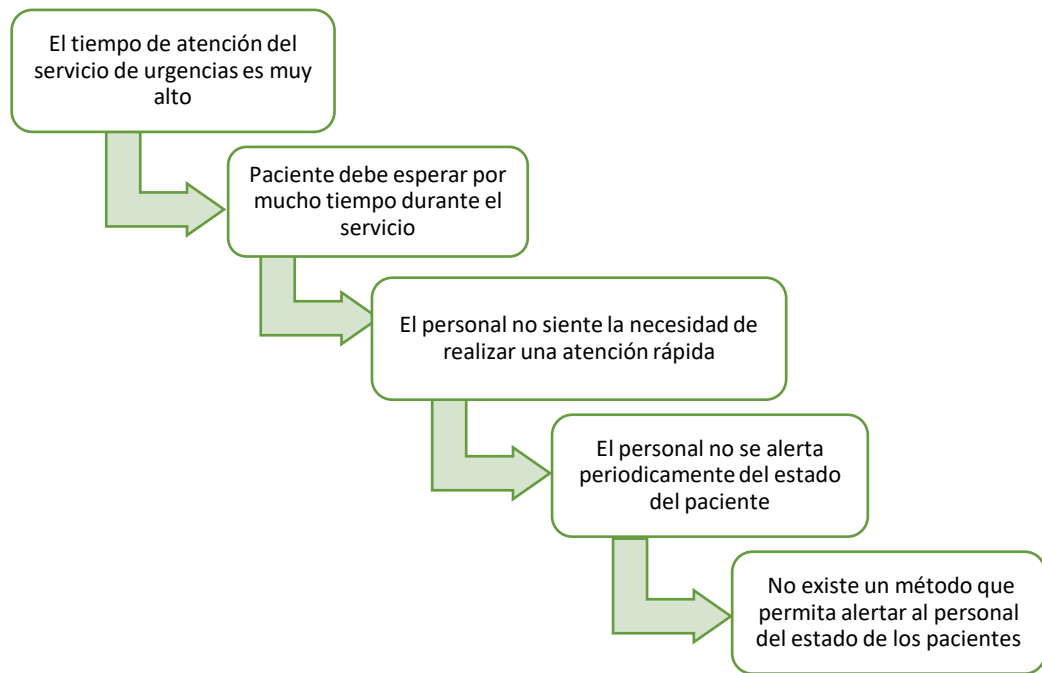 El tiempo de atención del
servicio de urgencias es muy
alto
Paciente debe esperar por
mucho tiempo durante el
servicio
El personal no siente la necesidad de
realizar una atención rápida
El personal no se alerta
periodicamente del estado
del paciente
No existe un método que
permita alertar al personal
del estado de los pacientes